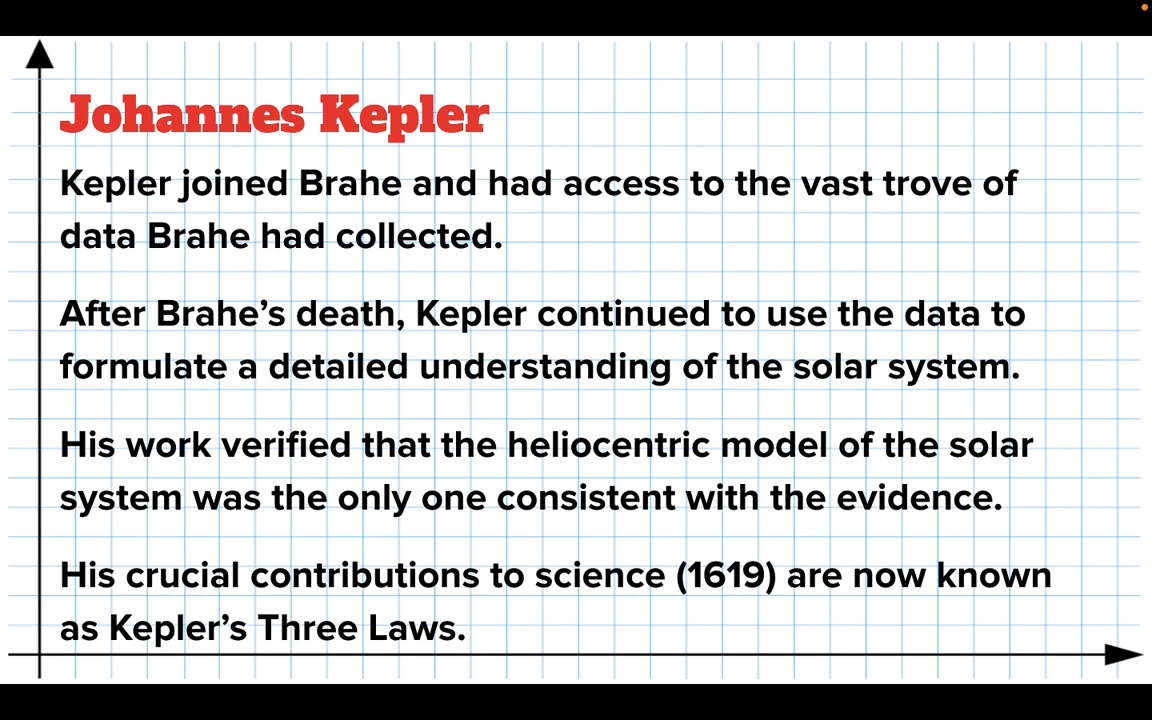 Johannes Kepler
Kepler joined Brahe and had access to the vast trove of
data Brahe had collected.
After Brahe’s death, Kepler continued to use the data to
formulate a detailed understanding of the solar system.
His work verified that the heliocentric model of the solar
system was the only one consistent with the evidence.
His crucial contributions to science (1619) are now known
as Kepler’s Three Laws.